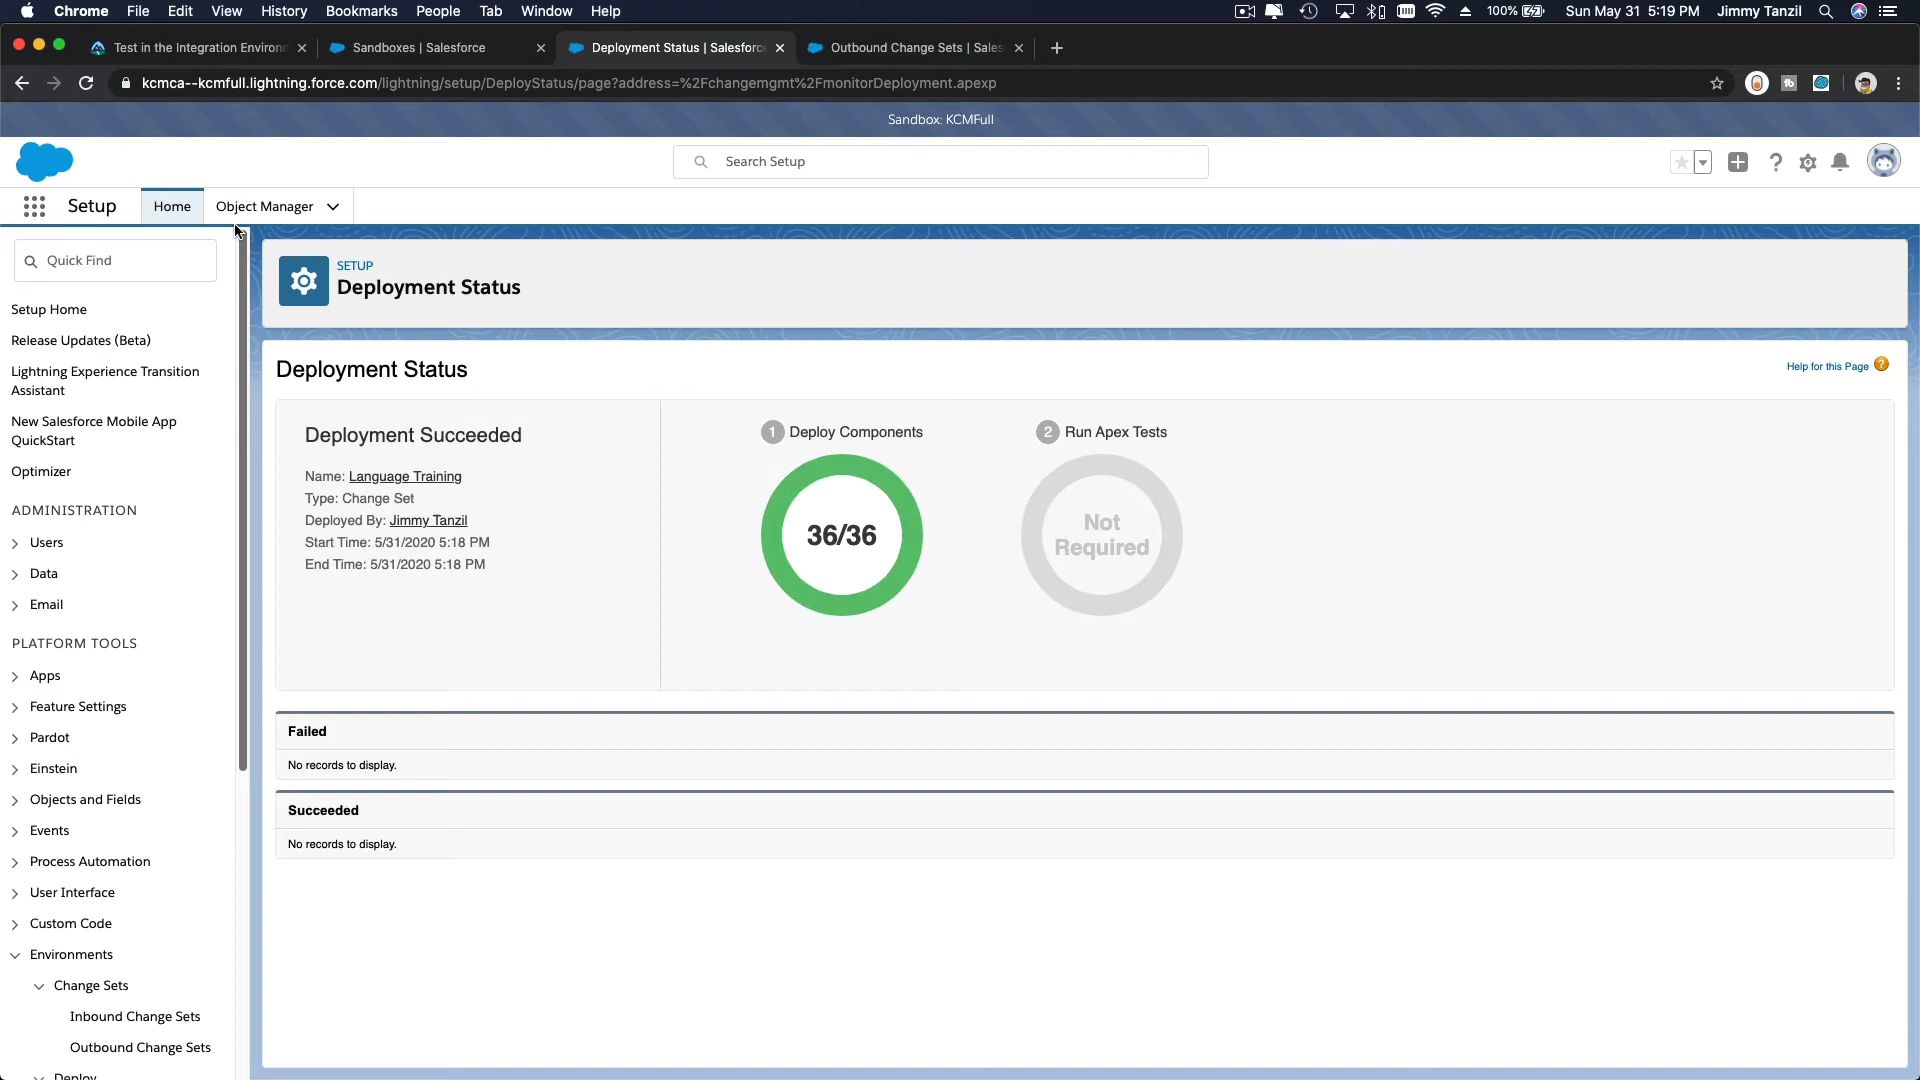 Chrome File Edit View History Bookmarks People Tab Window Help 100% Sun May 31 5:19 PM Jimmy Tanzil
Test in the Integration Environ Sandboxes | Salesforce Deployment Status | Salesforce Outbound Change Sets | Sales
kcmca--kcmfull.lightning.force.com/lightning/setup/DeployStatus/page?address=%2Fchangemgmt%2FmonitorDeployment.apexp
Sandbox: KCMFull
Search Setup
Setup Home Object Manager
Quick Find
Setup Home
Release Updates (Beta)
Lightning Experience Transition
Assistant
New Salesforce Mobile App
QuickStart
Optimizer
ADMINISTRATION
Users
Data
Email
PLATFORM TOOLS
Apps
Feature Settings
Pardot
Einstein
Objects and Fields
Events
Process Automation
User Interface
Custom Code
Environments
Change Sets
Inbound Change Sets
Outbound Change Sets
Deploy
SETUP
Deployment Status
Deployment Status
Help for this Page ?
Deployment Succeeded
Name: Language Training
Type: Change Set
Deployed By: Jimmy Tanzil
Start Time: 5/31/2020 5:18 PM
End Time: 5/31/2020 5:18 PM
1 Deploy Components
36/36
2 Run Apex Tests
Not
Required
Failed
No records to display.
Succeeded
No records to display.